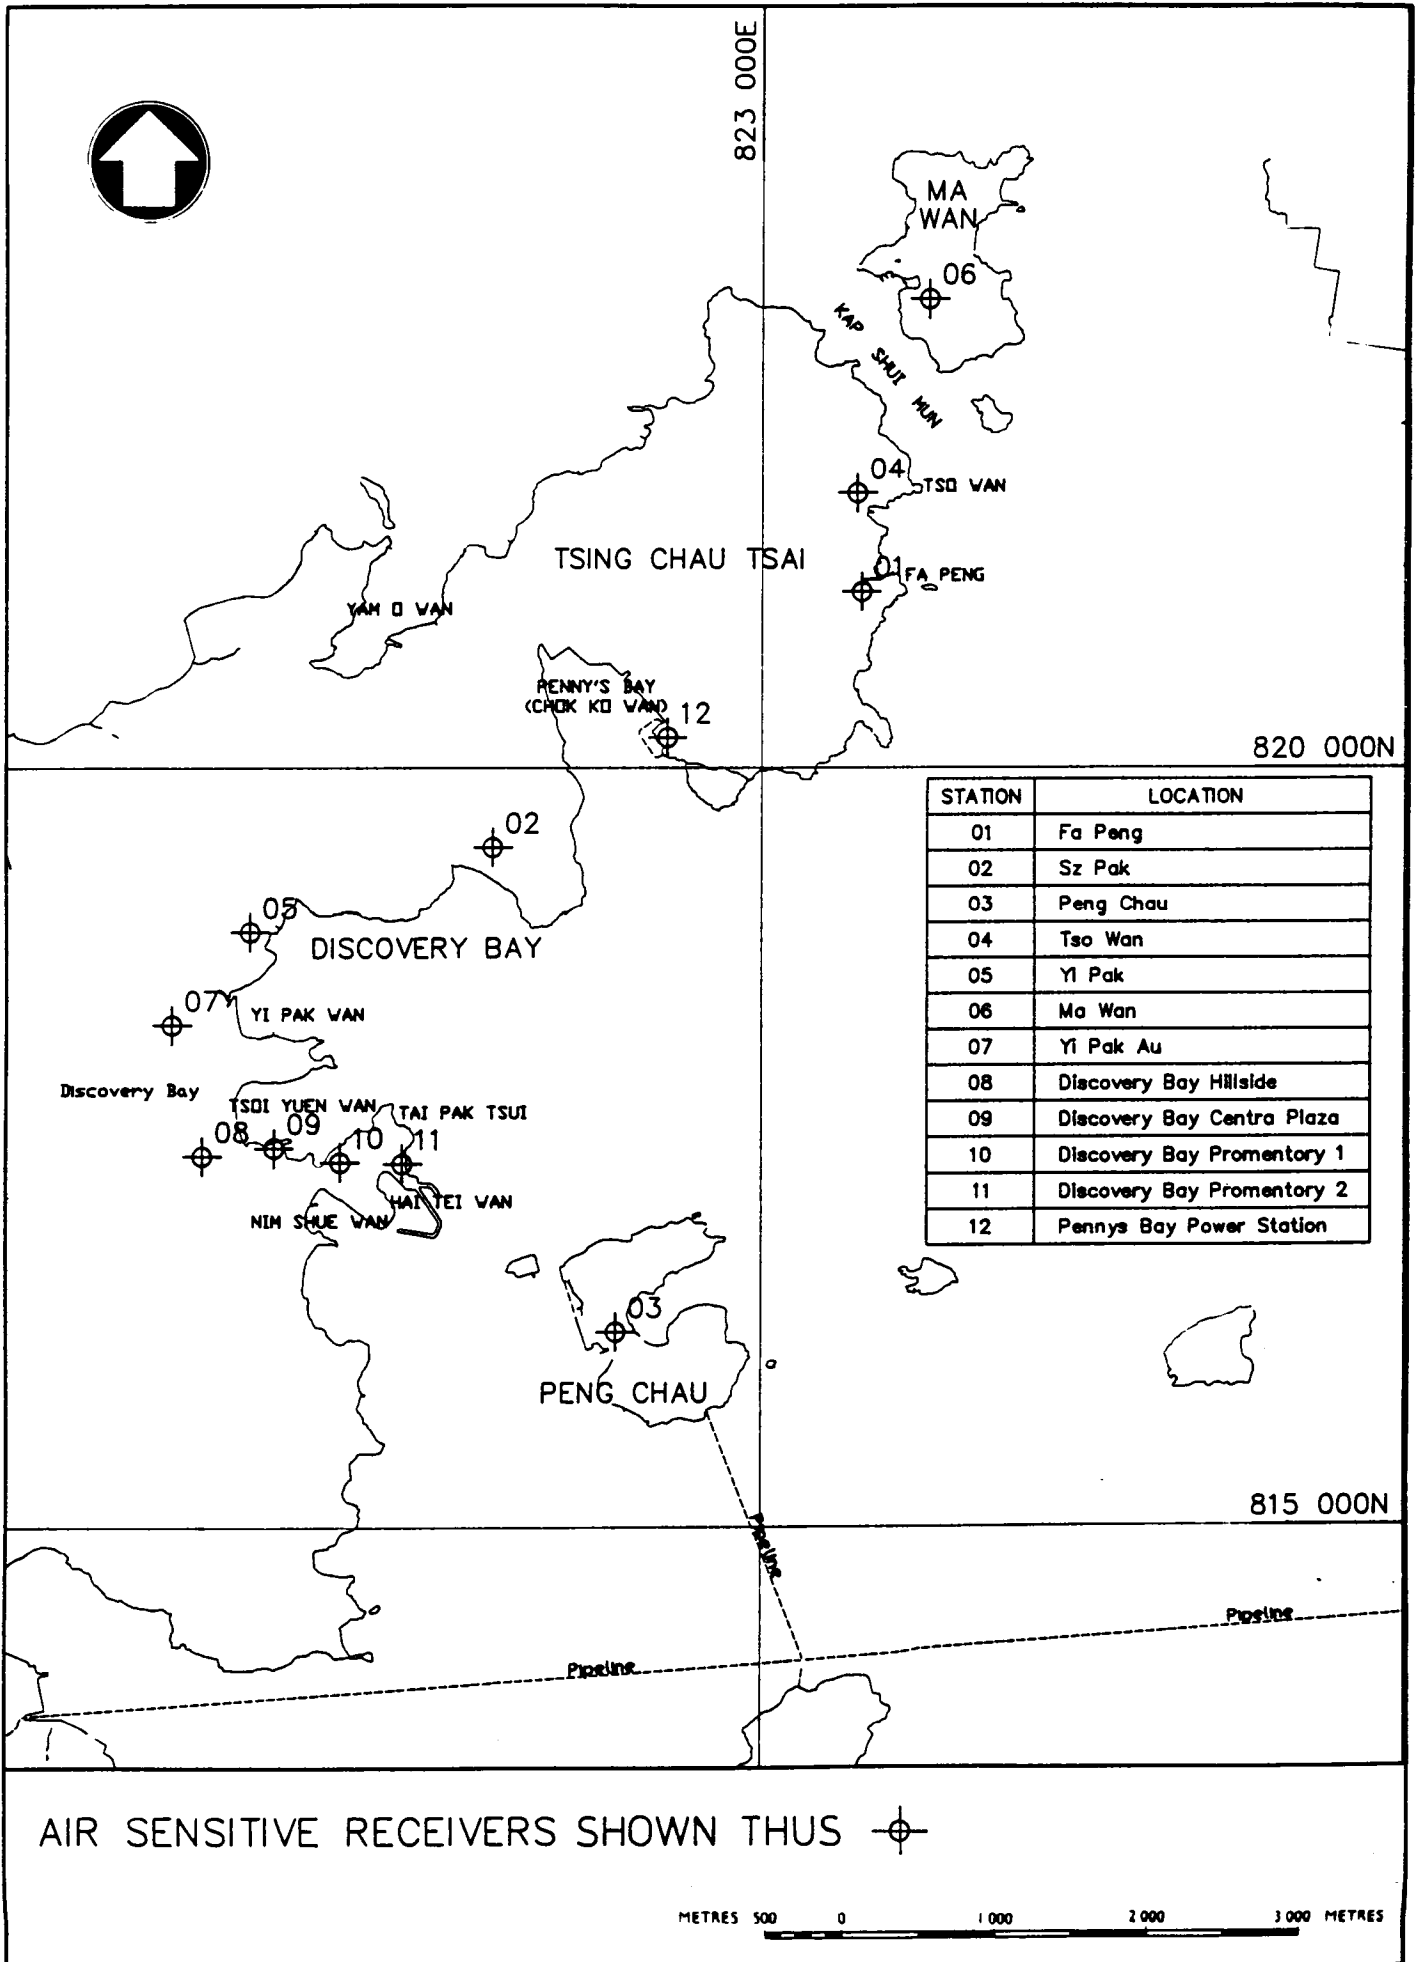 823 000E
MA
WAN
06
KAP SHUI MUN
04
TSO WAN
TSING CHAU TSAI
01
FA PENG
YAM O WAN
PENNY'S BAY
(CHOK KO WAN)
12
820 000N
STATION LOCATION
01 Fa Peng
02 Sz Pak
03 Peng Chau
04 Tso Wan
05 Yi Pak
06 Ma Wan
07 Yi Pak Au
08 Discovery Bay Hillside
09 Discovery Bay Centra Plaza
10 Discovery Bay Promentory 1
11 Discovery Bay Promentory 2
12 Pennys Bay Power Station
02
05
DISCOVERY BAY
07
YI PAK WAN
Discovery Bay
TSOI YUEN WAN
TAI PAK TSUI
08
09
10
11
HAI TEI WAN
NIM SHUE WAN
03
PENG CHAU
815 000N
Pipeline
Pipeline
Pipeline
AIR SENSITIVE RECEIVERS SHOWN THUS
METRES 500 0 1 000 2 000 3 000 METRES